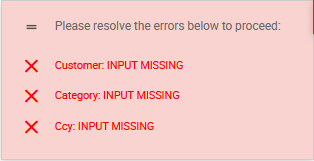 Please resolve the errors below to proceed:
Customer: INPUT MISSING
Category: INPUT MISSING
Ccy: INPUT MISSING